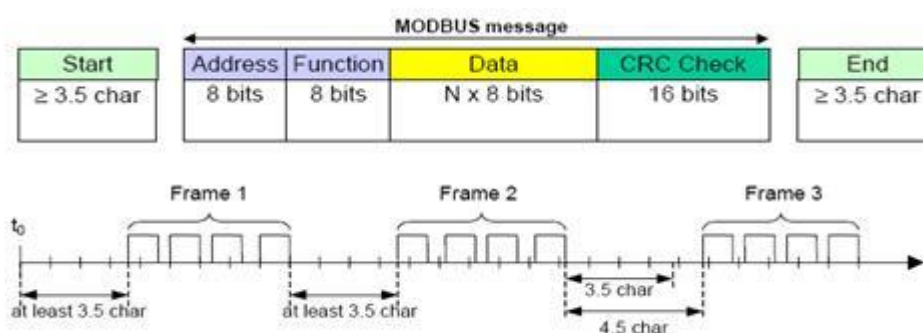 MODBUS message
Start Address Function Data CRC Check End
≥ 3.5 char 8 bits 8 bits N x 8 bits 16 bits ≥ 3.5 char
Frame 1 Frame 2 Frame 3
t0
at least 3.5 char at least 3.5 char 3.5 char
4.5 char